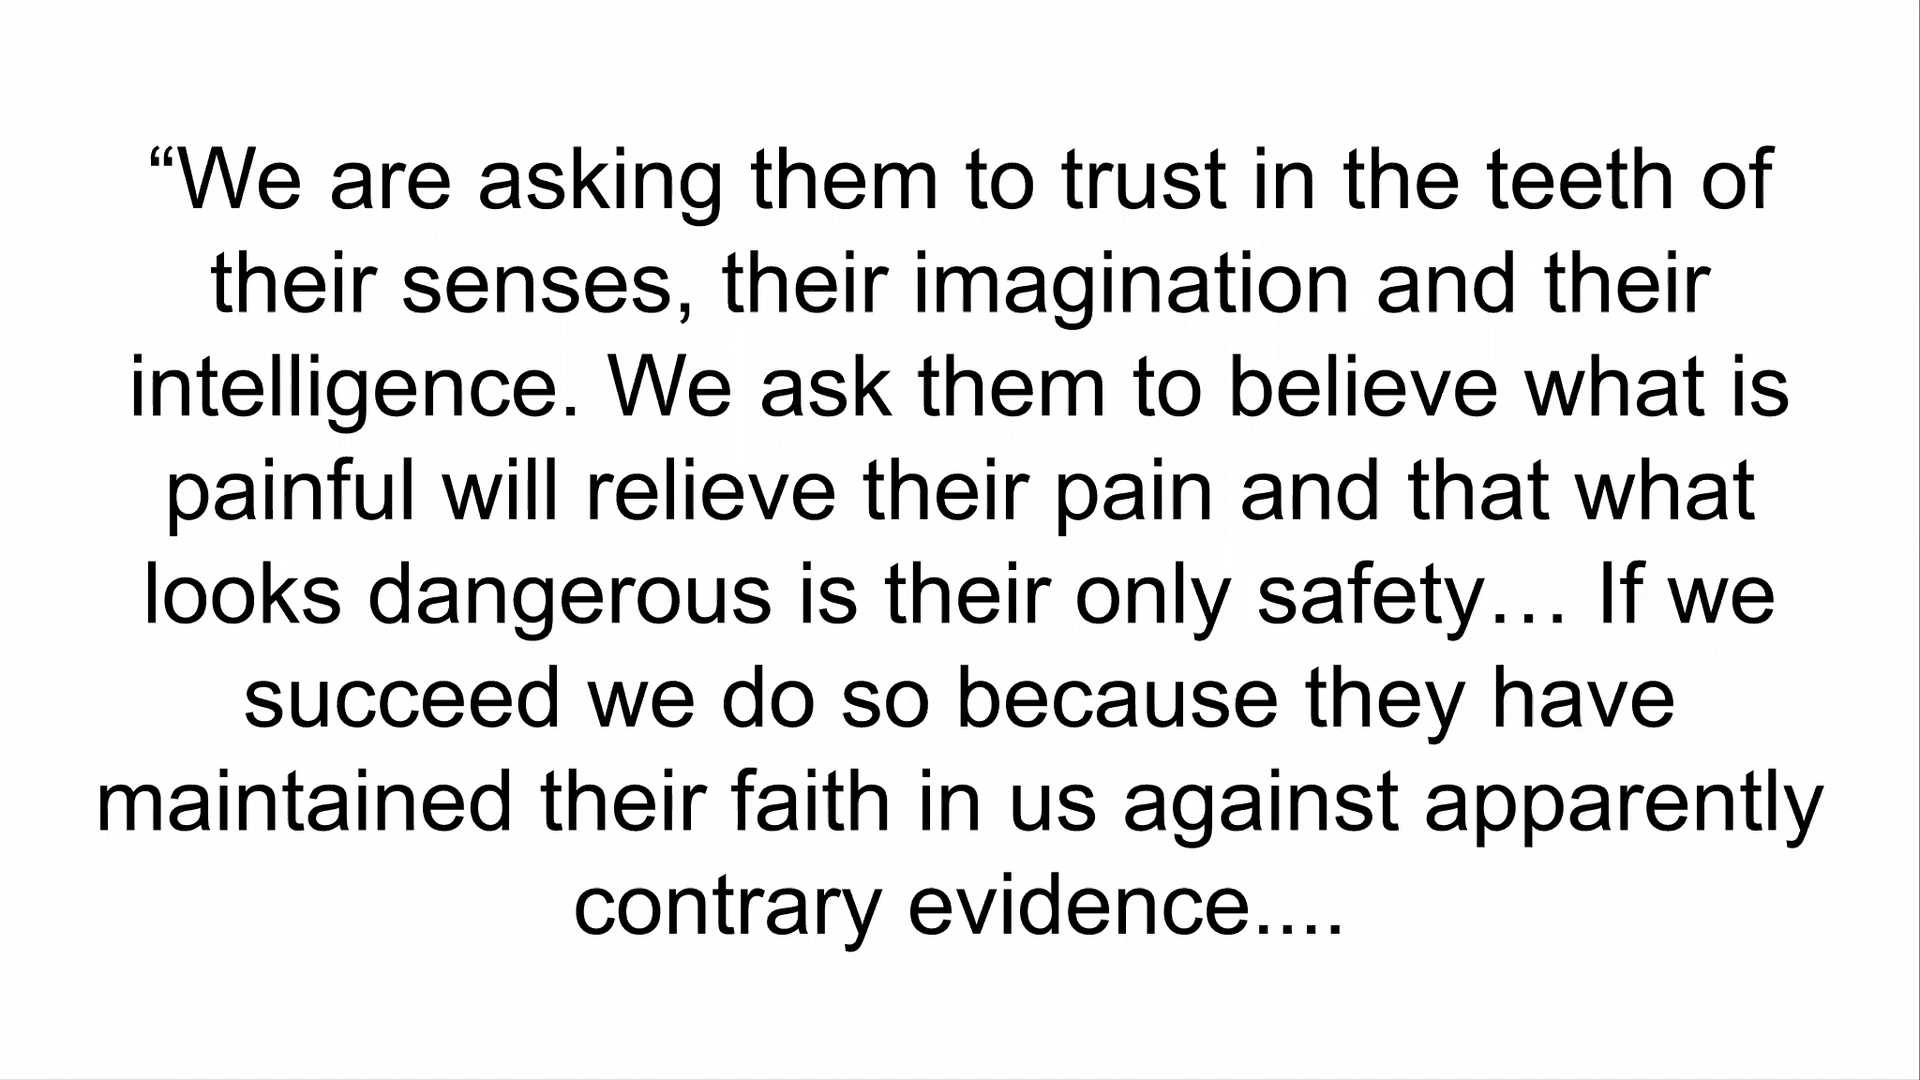 “We are asking them to trust in the teeth of
their senses, their imagination and their
intelligence. We ask them to believe what is
painful will relieve their pain and that what
looks dangerous is their only safety… If we
succeed we do so because they have
maintained their faith in us against apparently
contrary evidence....